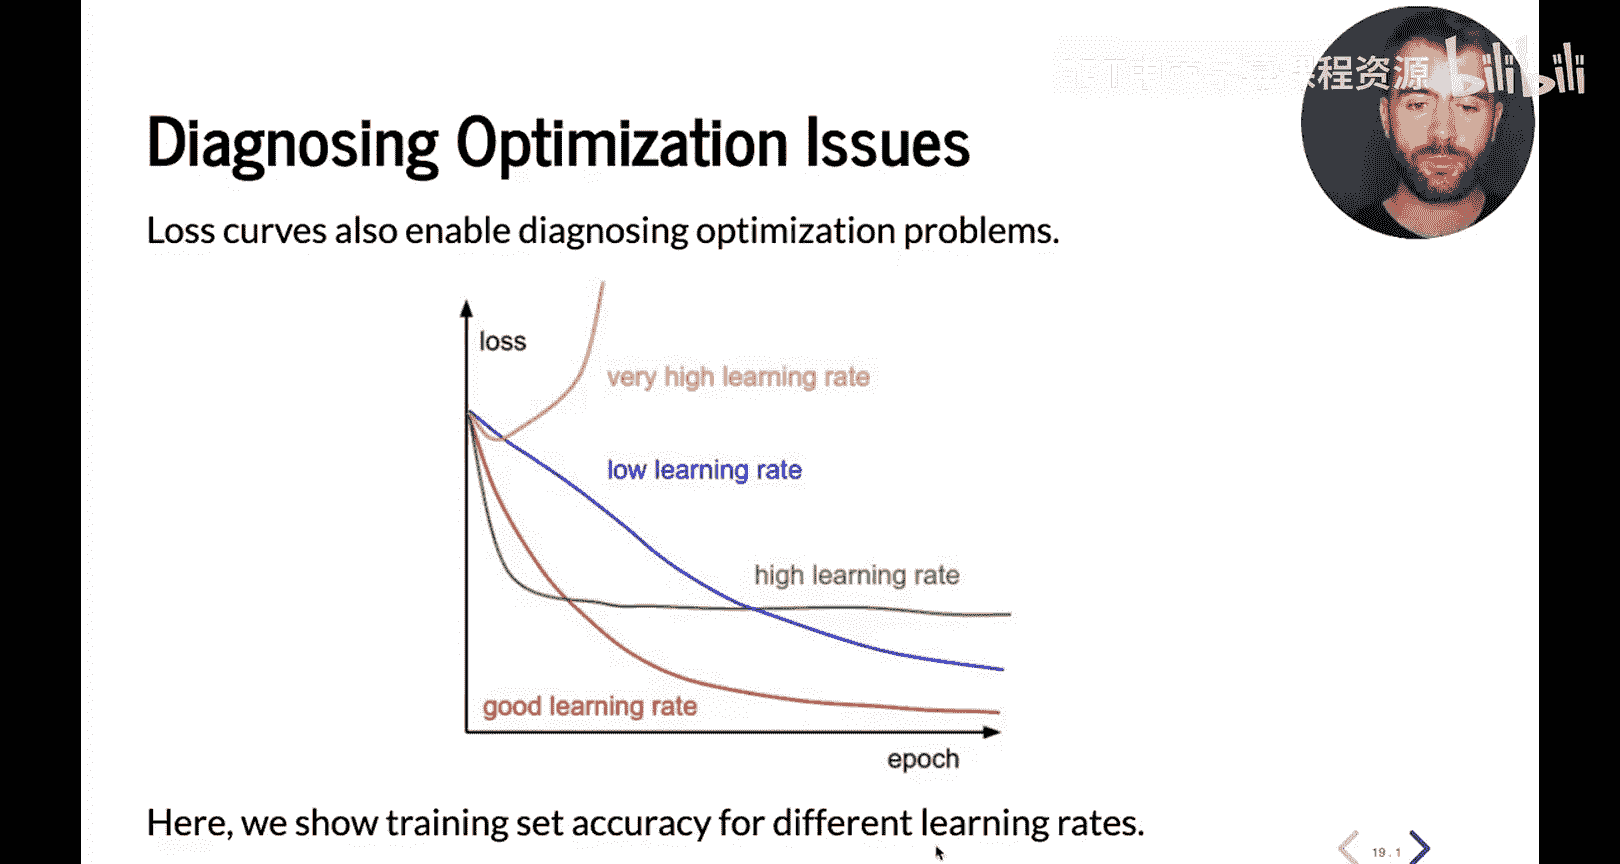 程资源 bilibili
Diagnosing Optimization Issues
Loss curves also enable diagnosing optimization problems.
loss
very high learning rate
low learning rate
high learning rate
good learning rate
epoch
Here, we show training set accuracy for different learning rates.
19.1